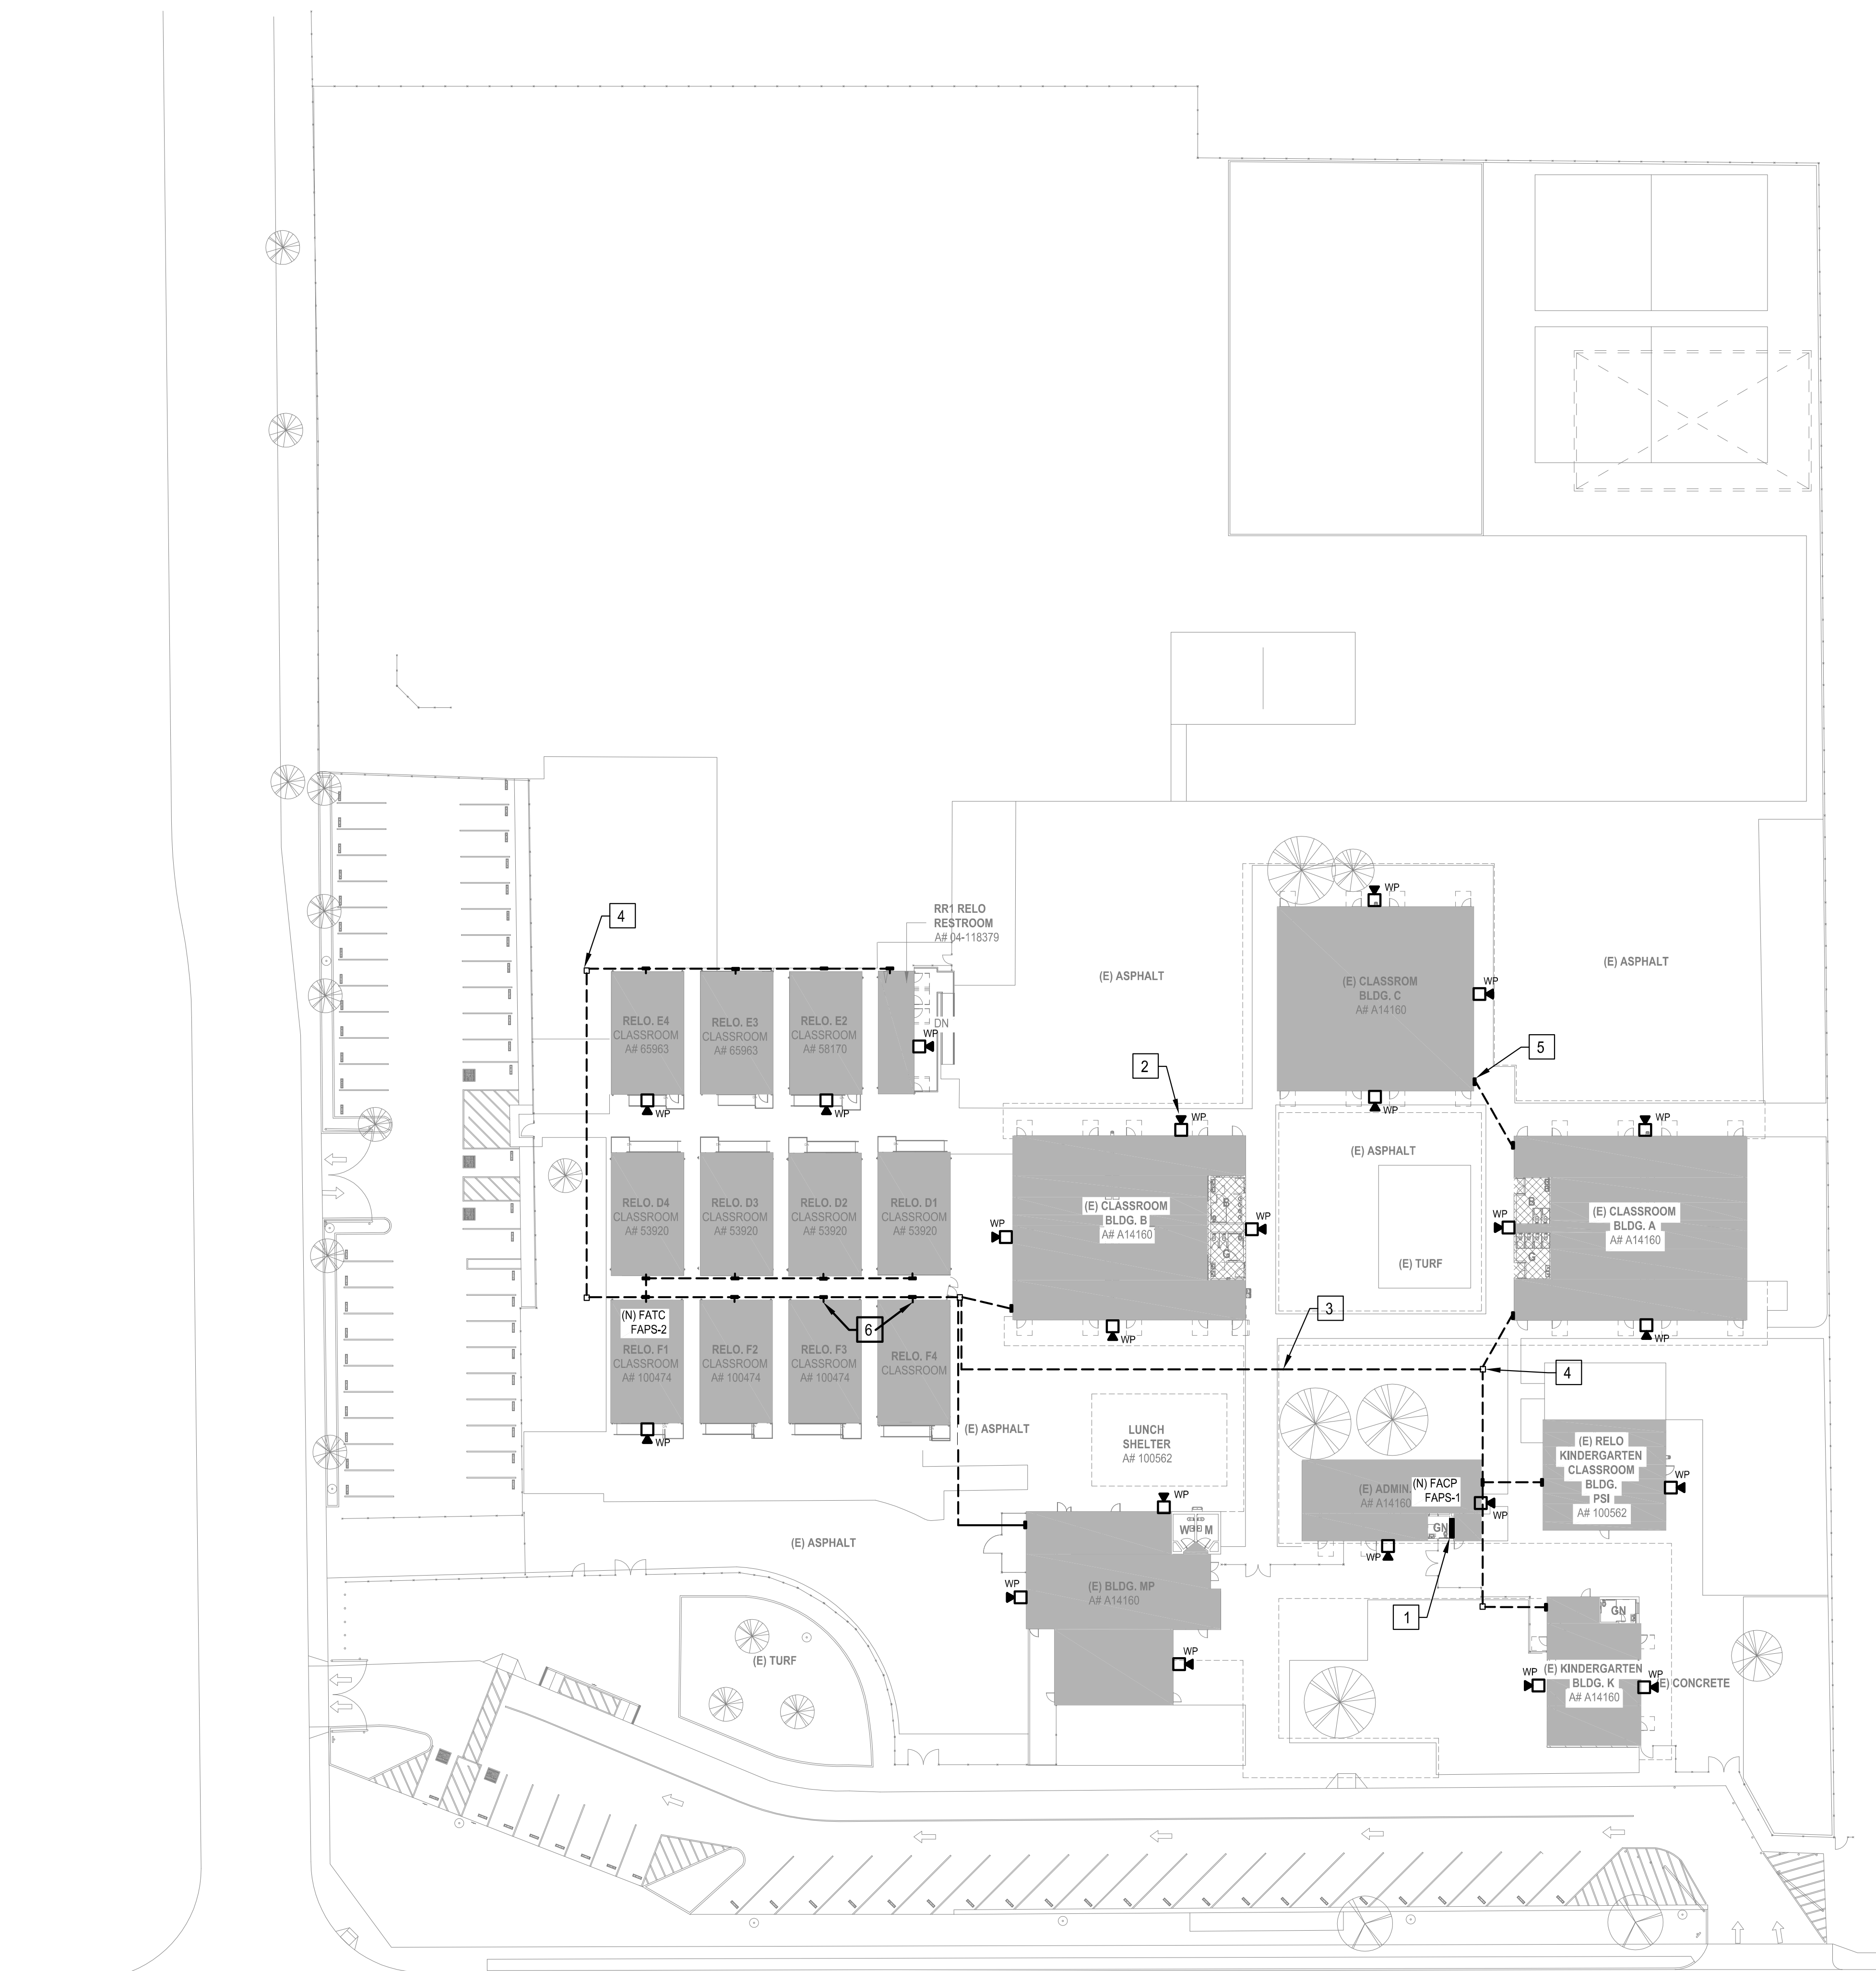 4
RR1 RELO
RESTROOM
A# 04-118379
(E) ASPHALT
(E) ASPHALT
WP
(E) CLASSROM
BLDG. C
A# A14160
WP
WP
5
RELO. E4
CLASSROOM
A# 65963
RELO. E3
CLASSROOM
A# 65963
RELO. E2
CLASSROOM
A# 58170
DN
WP
WP
WP
2
WP
WP
(E) ASPHALT
RELO. D4
CLASSROOM
A# 53920
RELO. D3
CLASSROOM
A# 53920
RELO. D2
CLASSROOM
A# 53920
RELO. D1
CLASSROOM
A# 53920
WP
(E) CLASSROOM
BLDG. B
A# A14160
B
G
WP
WP
(E) TURF
WP
B
G
(E) CLASSROOM
BLDG. A
A# A14160
WP
3
4
(N) FATC
FAPS-2
6
RELO. F1
CLASSROOM
A# 100474
RELO. F2
CLASSROOM
A# 100474
RELO. F3
CLASSROOM
A# 100474
RELO. F4
CLASSROOM
WP
(E) ASPHALT
LUNCH
SHELTER
A# 100562
(E) ADMIN.
A# A14160
(N) FACP
FAPS-1
GN
WP
WP
(E) RELO
KINDERGARTEN
CLASSROOM
BLDG.
PSI
A# 100562
WP
(E) ASPHALT
WP
W
M
WP
(E) BLDG. MP
A# A14160
WP
1
GN
WP
(E) KINDERGARTEN
BLDG. K
A# A14160
WP
(E) CONCRETE
(E) TURF